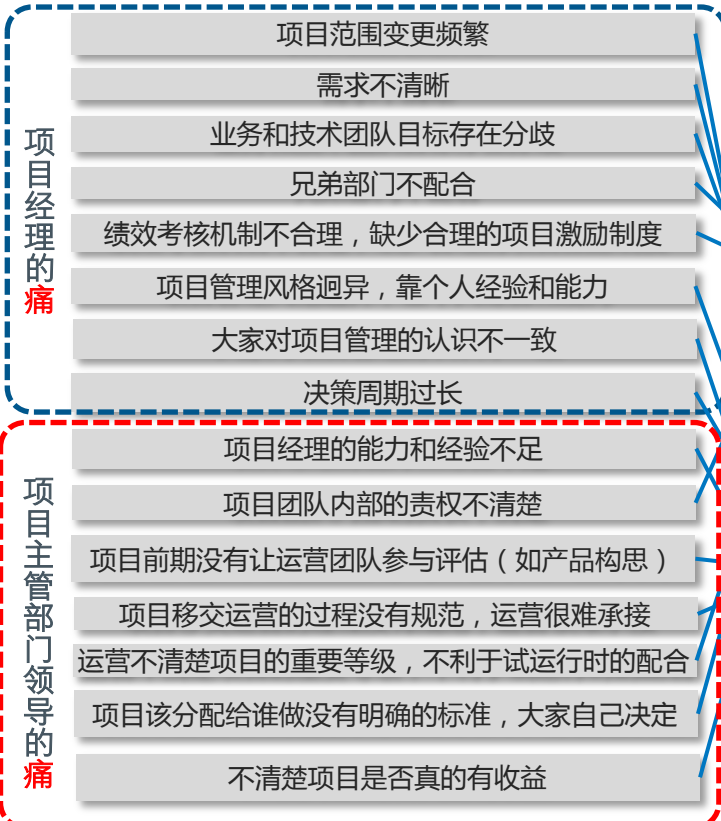 项目经理的痛
项目范围变更频繁
需求不清晰
业务和技术团队目标存在分歧
兄弟部门不配合
绩效考核机制不合理，缺少合理的项目激励制度
项目管理风格迥异，靠个人经验和能力
大家对项目管理的认识不一致
决策周期过长
项目主管部门领导的痛
项目经理的能力和经验不足
项目团队内部的责权不清楚
项目前期没有让运营团队参与评估（如产品构思）
项目移交运营的过程没有规范，运营很难承接
运营不清楚项目的重要等级，不利于试运行时的配合
项目该分配给谁做没有明确的标准，大家自己决定
不清楚项目是否真的有收益